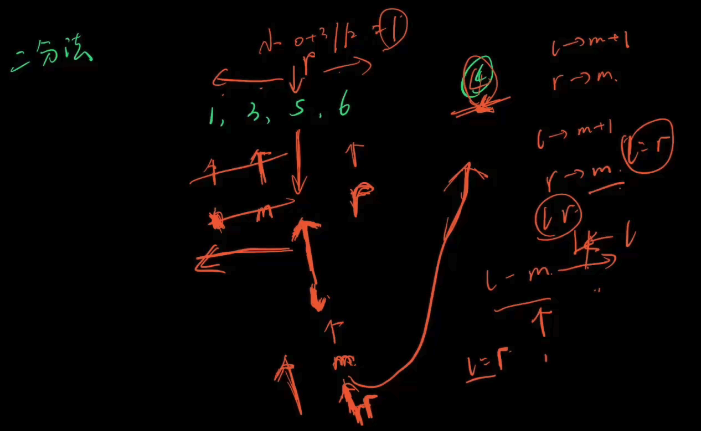 二分法
0+3//2 = 1
r
1, 3, 5, 6
4
l → m+1
r → m.
l → m+1
r → m.
l=r
l r
m
r
l
l - m.
m.
r
l=r